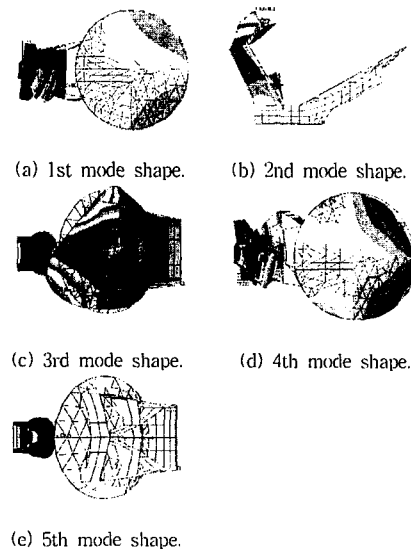 (a) 1st mode shape.
(b) 2nd mode shape.
(c) 3rd mode shape.
(d) 4th mode shape.
(e) 5th mode shape.